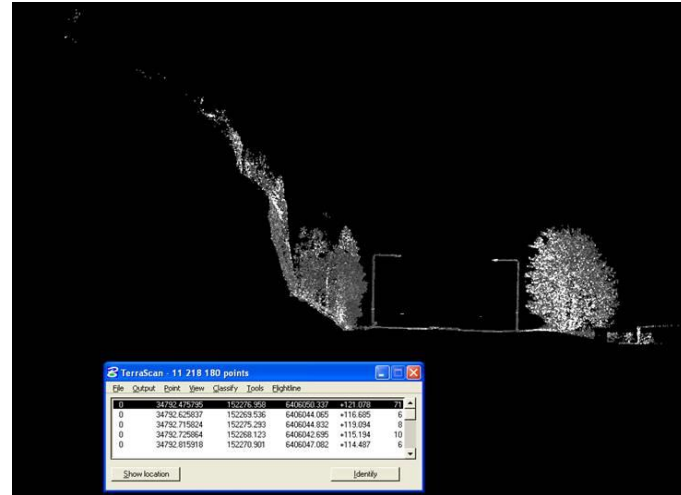 TerraScan - 11 218 180 points
File Output Point View Classify Tools Flightline
0 34792.475795 152276.958 6406050.337 +121.078 71
0 34792.625837 152269.536 6406044.065 +116.685 6
0 34792.715824 152275.293 6406044.832 +119.094 8
0 34792.725864 152268.123 6406042.695 +115.194 10
0 34792.815918 152270.901 6406047.082 +114.487 6
Show location Identify